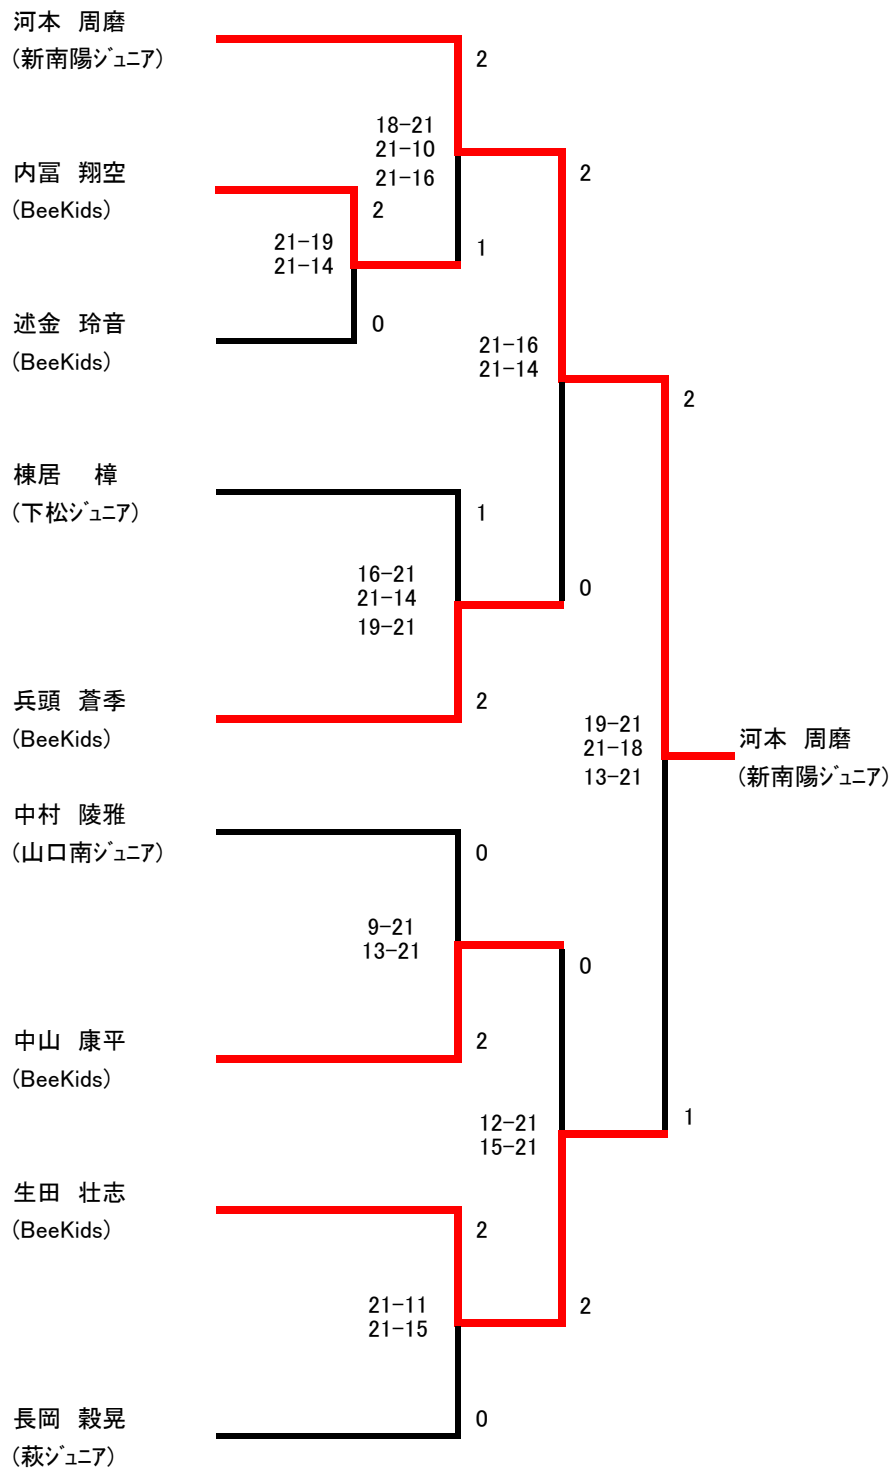 河本　周磨
(新南陽ｼﾞｭﾆｱ)
2
18-21
21-10
21-16
2
内冨　翔空
(BeeKids)
2
21-19
21-14
1
述金　玲音
(BeeKids)
0
21-16
21-14
2
棟居　樟
(下松ｼﾞｭﾆｱ)
1
16-21
21-14
19-21
0
兵頭　蒼季
(BeeKids)
2
19-21
21-18
13-21
河本　周磨
(新南陽ｼﾞｭﾆｱ)
中村　陵雅
(山口南ｼﾞｭﾆｱ)
0
9-21
13-21
0
中山　康平
(BeeKids)
2
12-21
15-21
1
生田　壮志
(BeeKids)
2
21-11
21-15
2
長岡　穀晃
(萩ｼﾞｭﾆｱ)
0